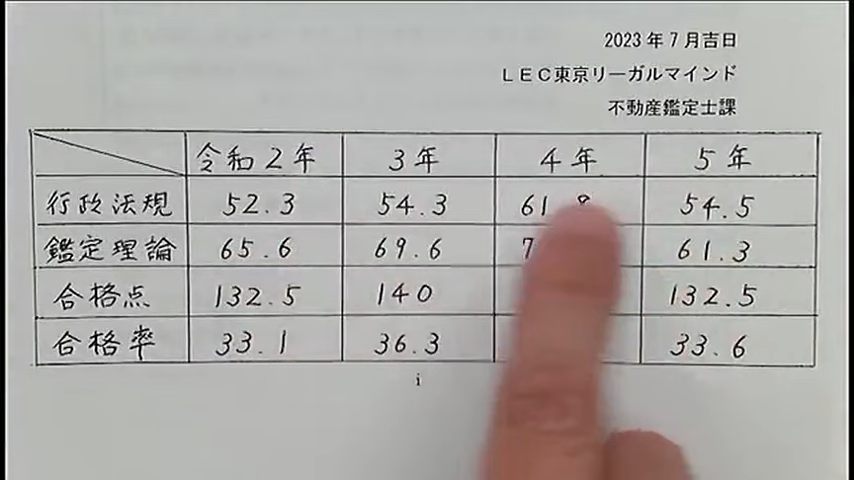 2023年7月吉日
ＬＥＣ東京リーガルマインド
不動産鑑定士課
令和2年 3年 4年 5年
行政法規 52.3 54.3 61.8 54.5
鑑定理論 65.6 69.6 61.3
合格点 132.5 140 132.5
合格率 33.1 36.3 33.6
i